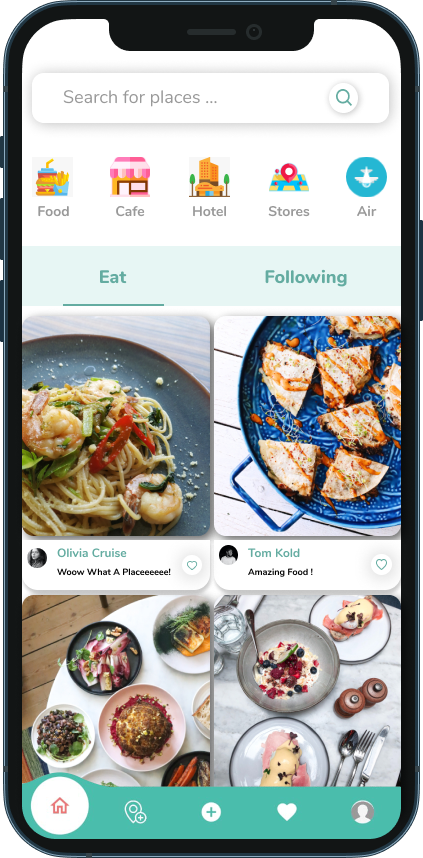 Search for places ...
Food Cafe Hotel Stores Air
Eat Following
Olivia Cruise
Woow What A Placeeeeee!
Tom Kold
Amazing Food !